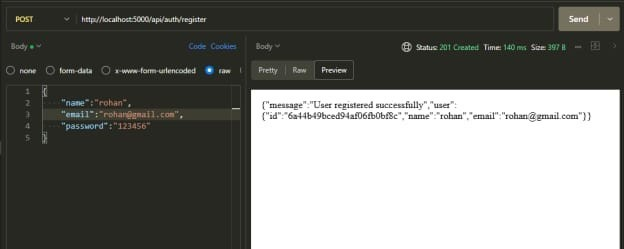 POST http://localhost:5000/api/auth/register Send
Body Code Cookies
Body Status: 201 Created Time: 140 ms Size: 397 B
none form-data x-www-form-urlencoded raw
Pretty Raw Preview
1 {
2 "name":"rohan",
3 "email":"rohan@gmail.com",
4 "password":"123456"
5 }
{"message":"User registered successfully","user":
{"id":"6a44b49bced94af06fb0bf8c","name":"rohan","email":"rohan@gmail.com"}}